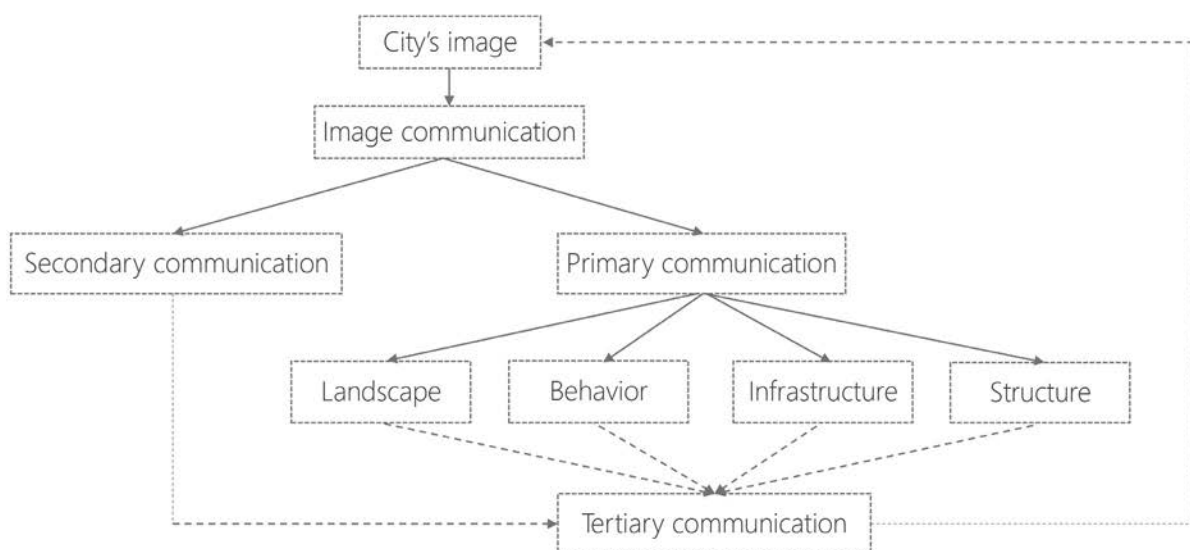 City's image
Image communication
Secondary communication
Primary communication
Landscape
Behavior
Infrastructure
Structure
Tertiary communication